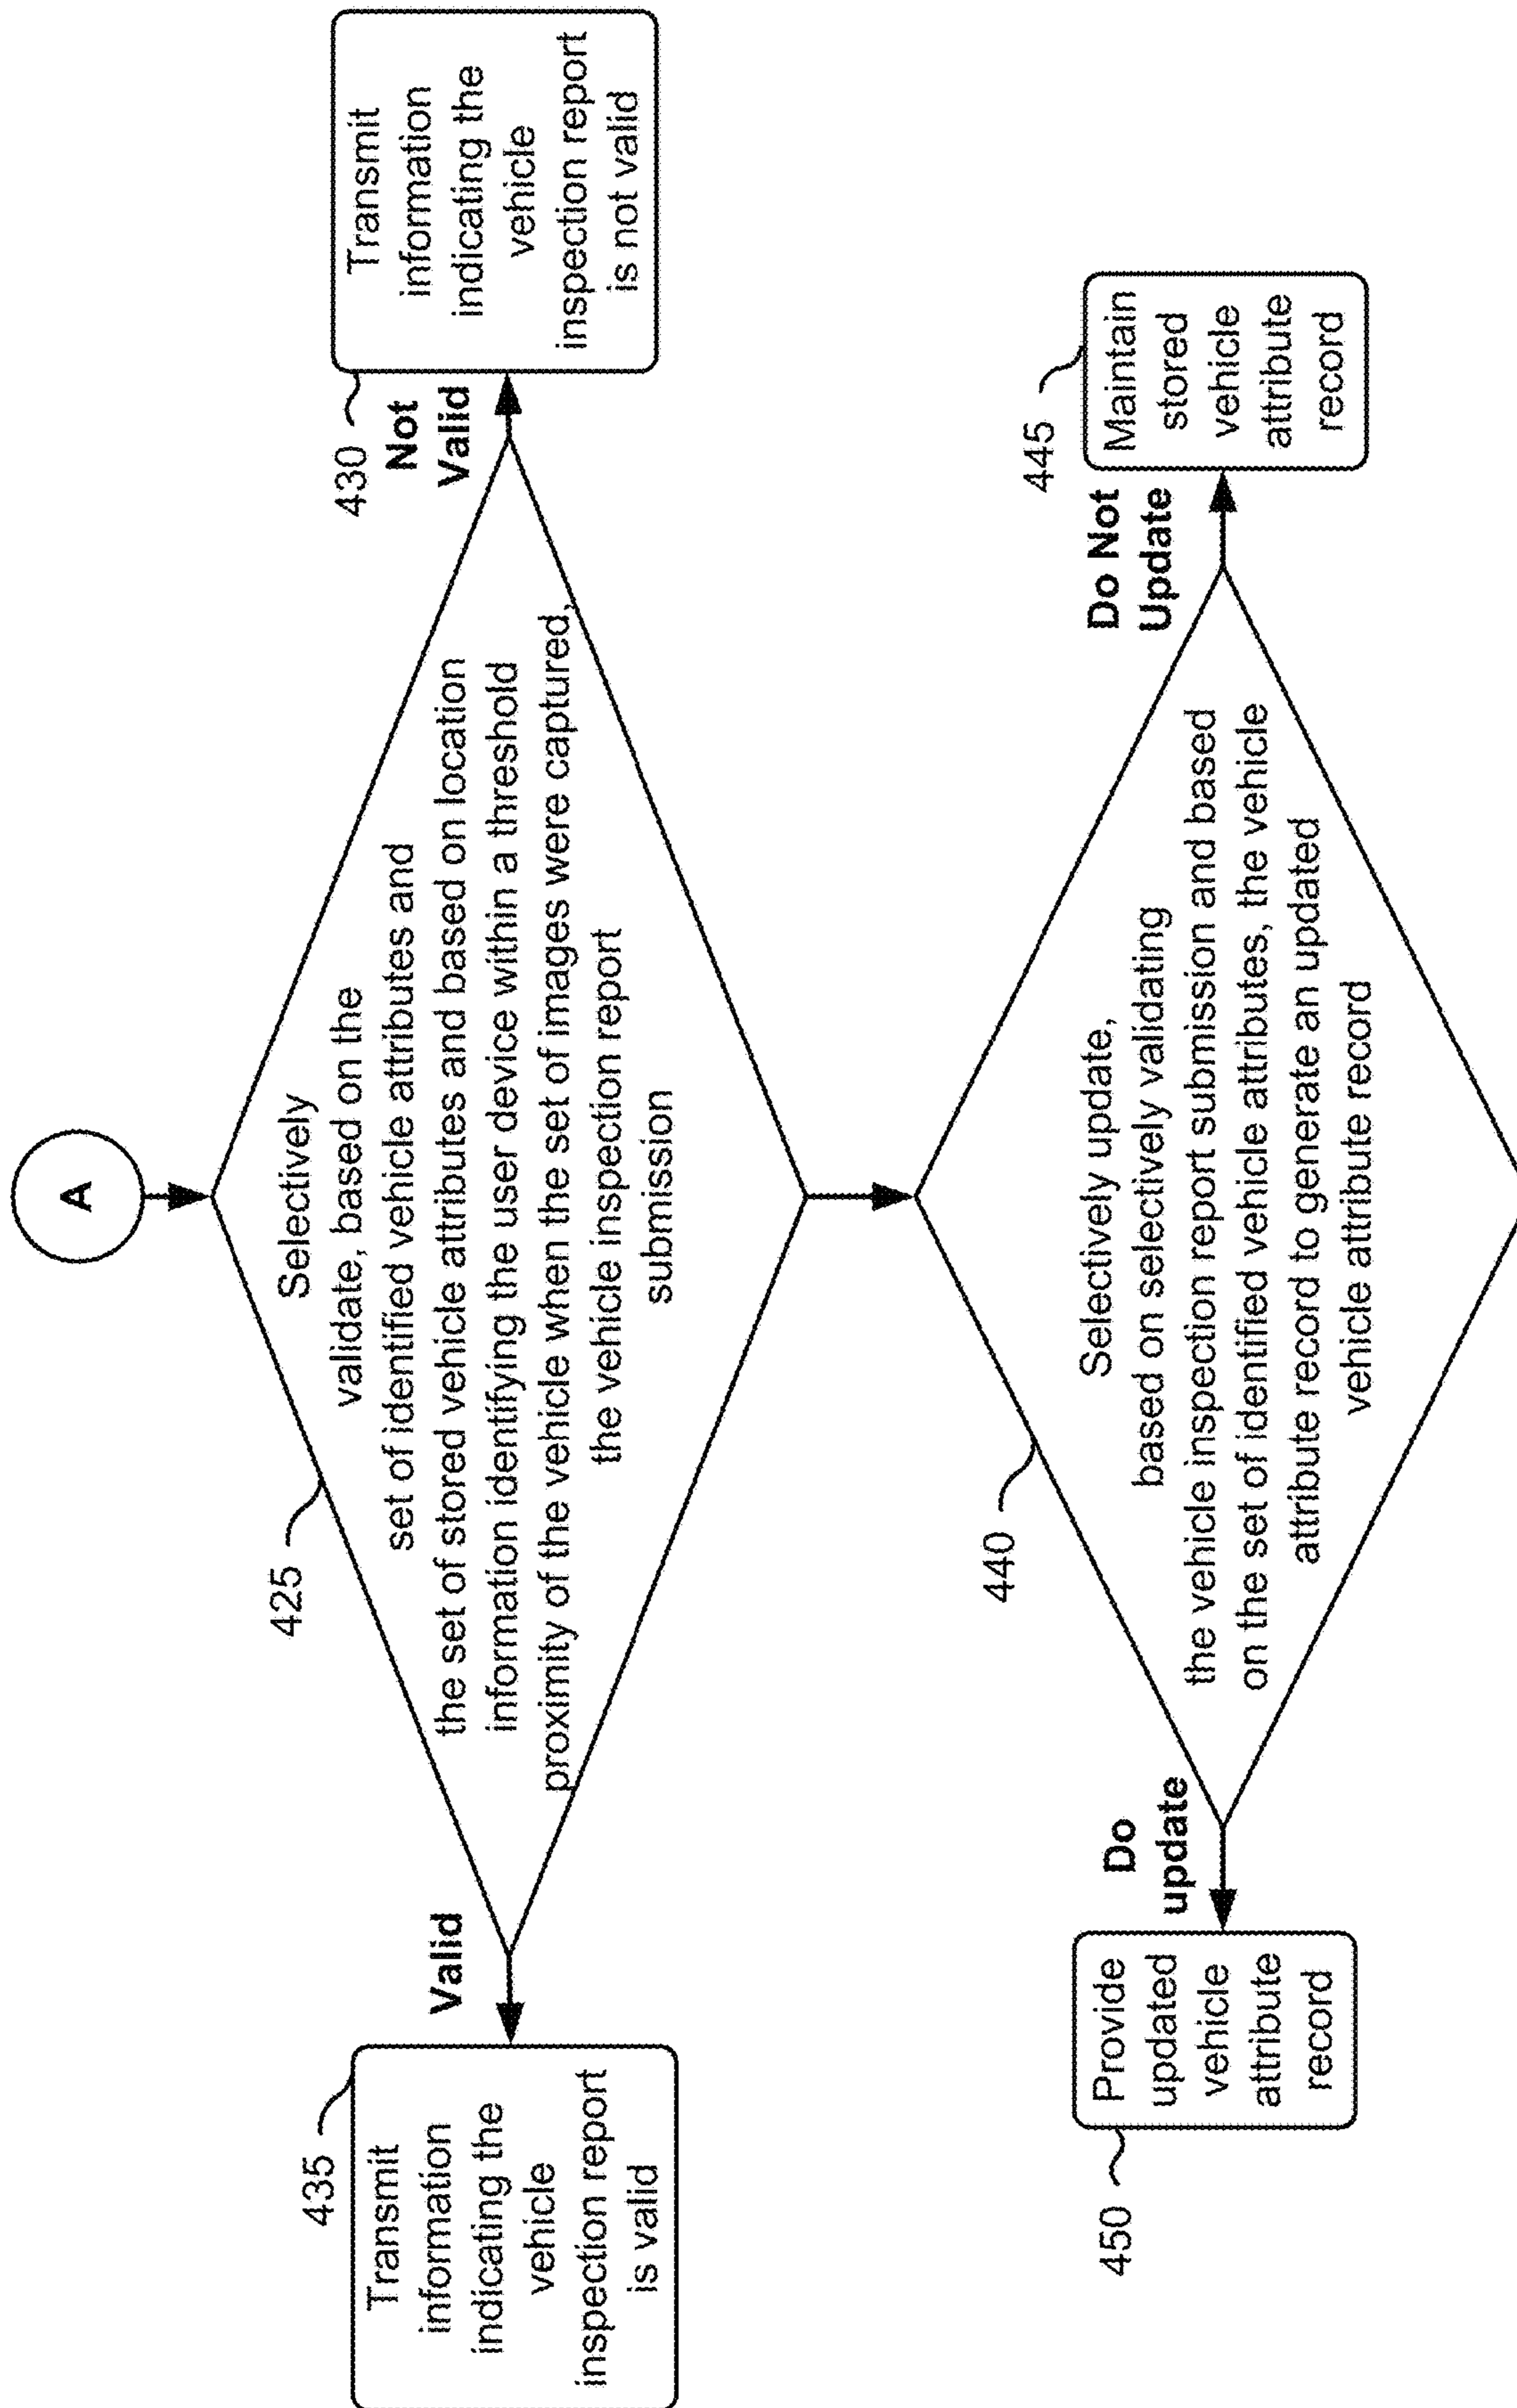 A
425
Selectively
validate, based on the
set of identified vehicle attributes and
the set of stored vehicle attributes and based on location
information identifying the user device within a threshold
proximity of the vehicle when the set of images were captured,
the vehicle inspection report
submission
Valid
435
Transmit
information
indicating the
vehicle
inspection report
is valid
Not
Valid
430
Transmit
information
indicating the
vehicle
inspection report
is not valid
440
Selectively update,
based on selectively validating
the vehicle inspection report submission and based
on the set of identified vehicle attributes, the vehicle
attribute record to generate an updated
vehicle attribute record
Do
update
450
Provide
updated
vehicle
attribute
record
Do Not
Update
445
Maintain
stored
vehicle
attribute
record